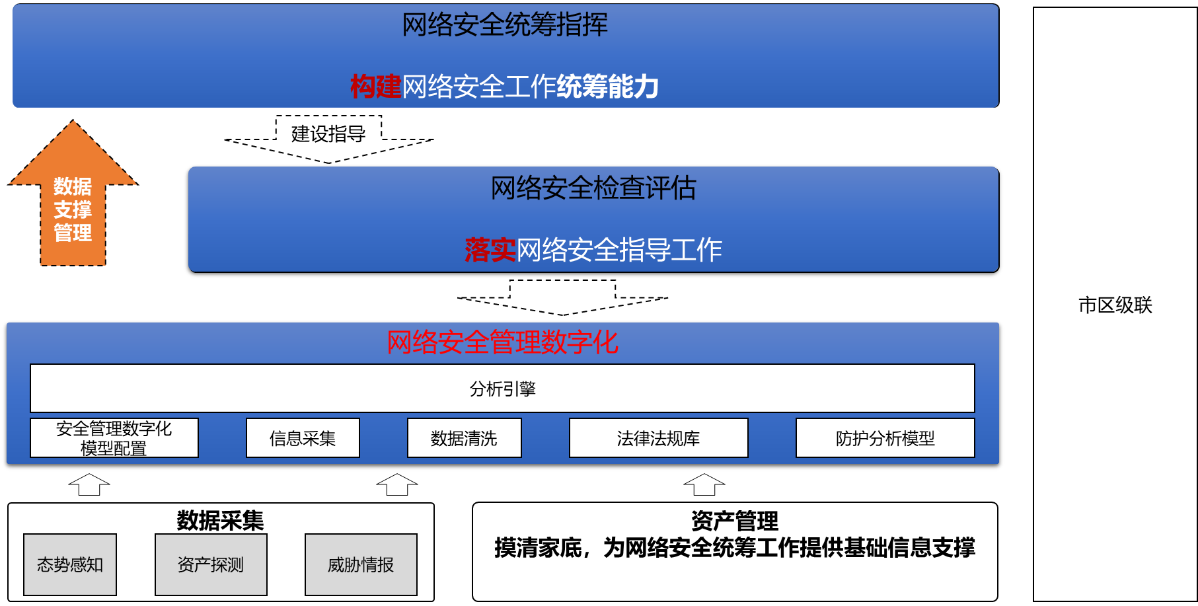 网络安全统筹指挥
构建网络安全工作统筹能力
建设指导
数据
支撑
管理
网络安全检查评估
落实网络安全指导工作
网络安全管理数字化
分析引擎
安全管理数字化
模型配置
信息采集
数据清洗
法律法规库
防护分析模型
数据采集
态势感知
资产探测
威胁情报
资产管理
摸清家底，为网络安全统筹工作提供基础信息支撑
市区级联